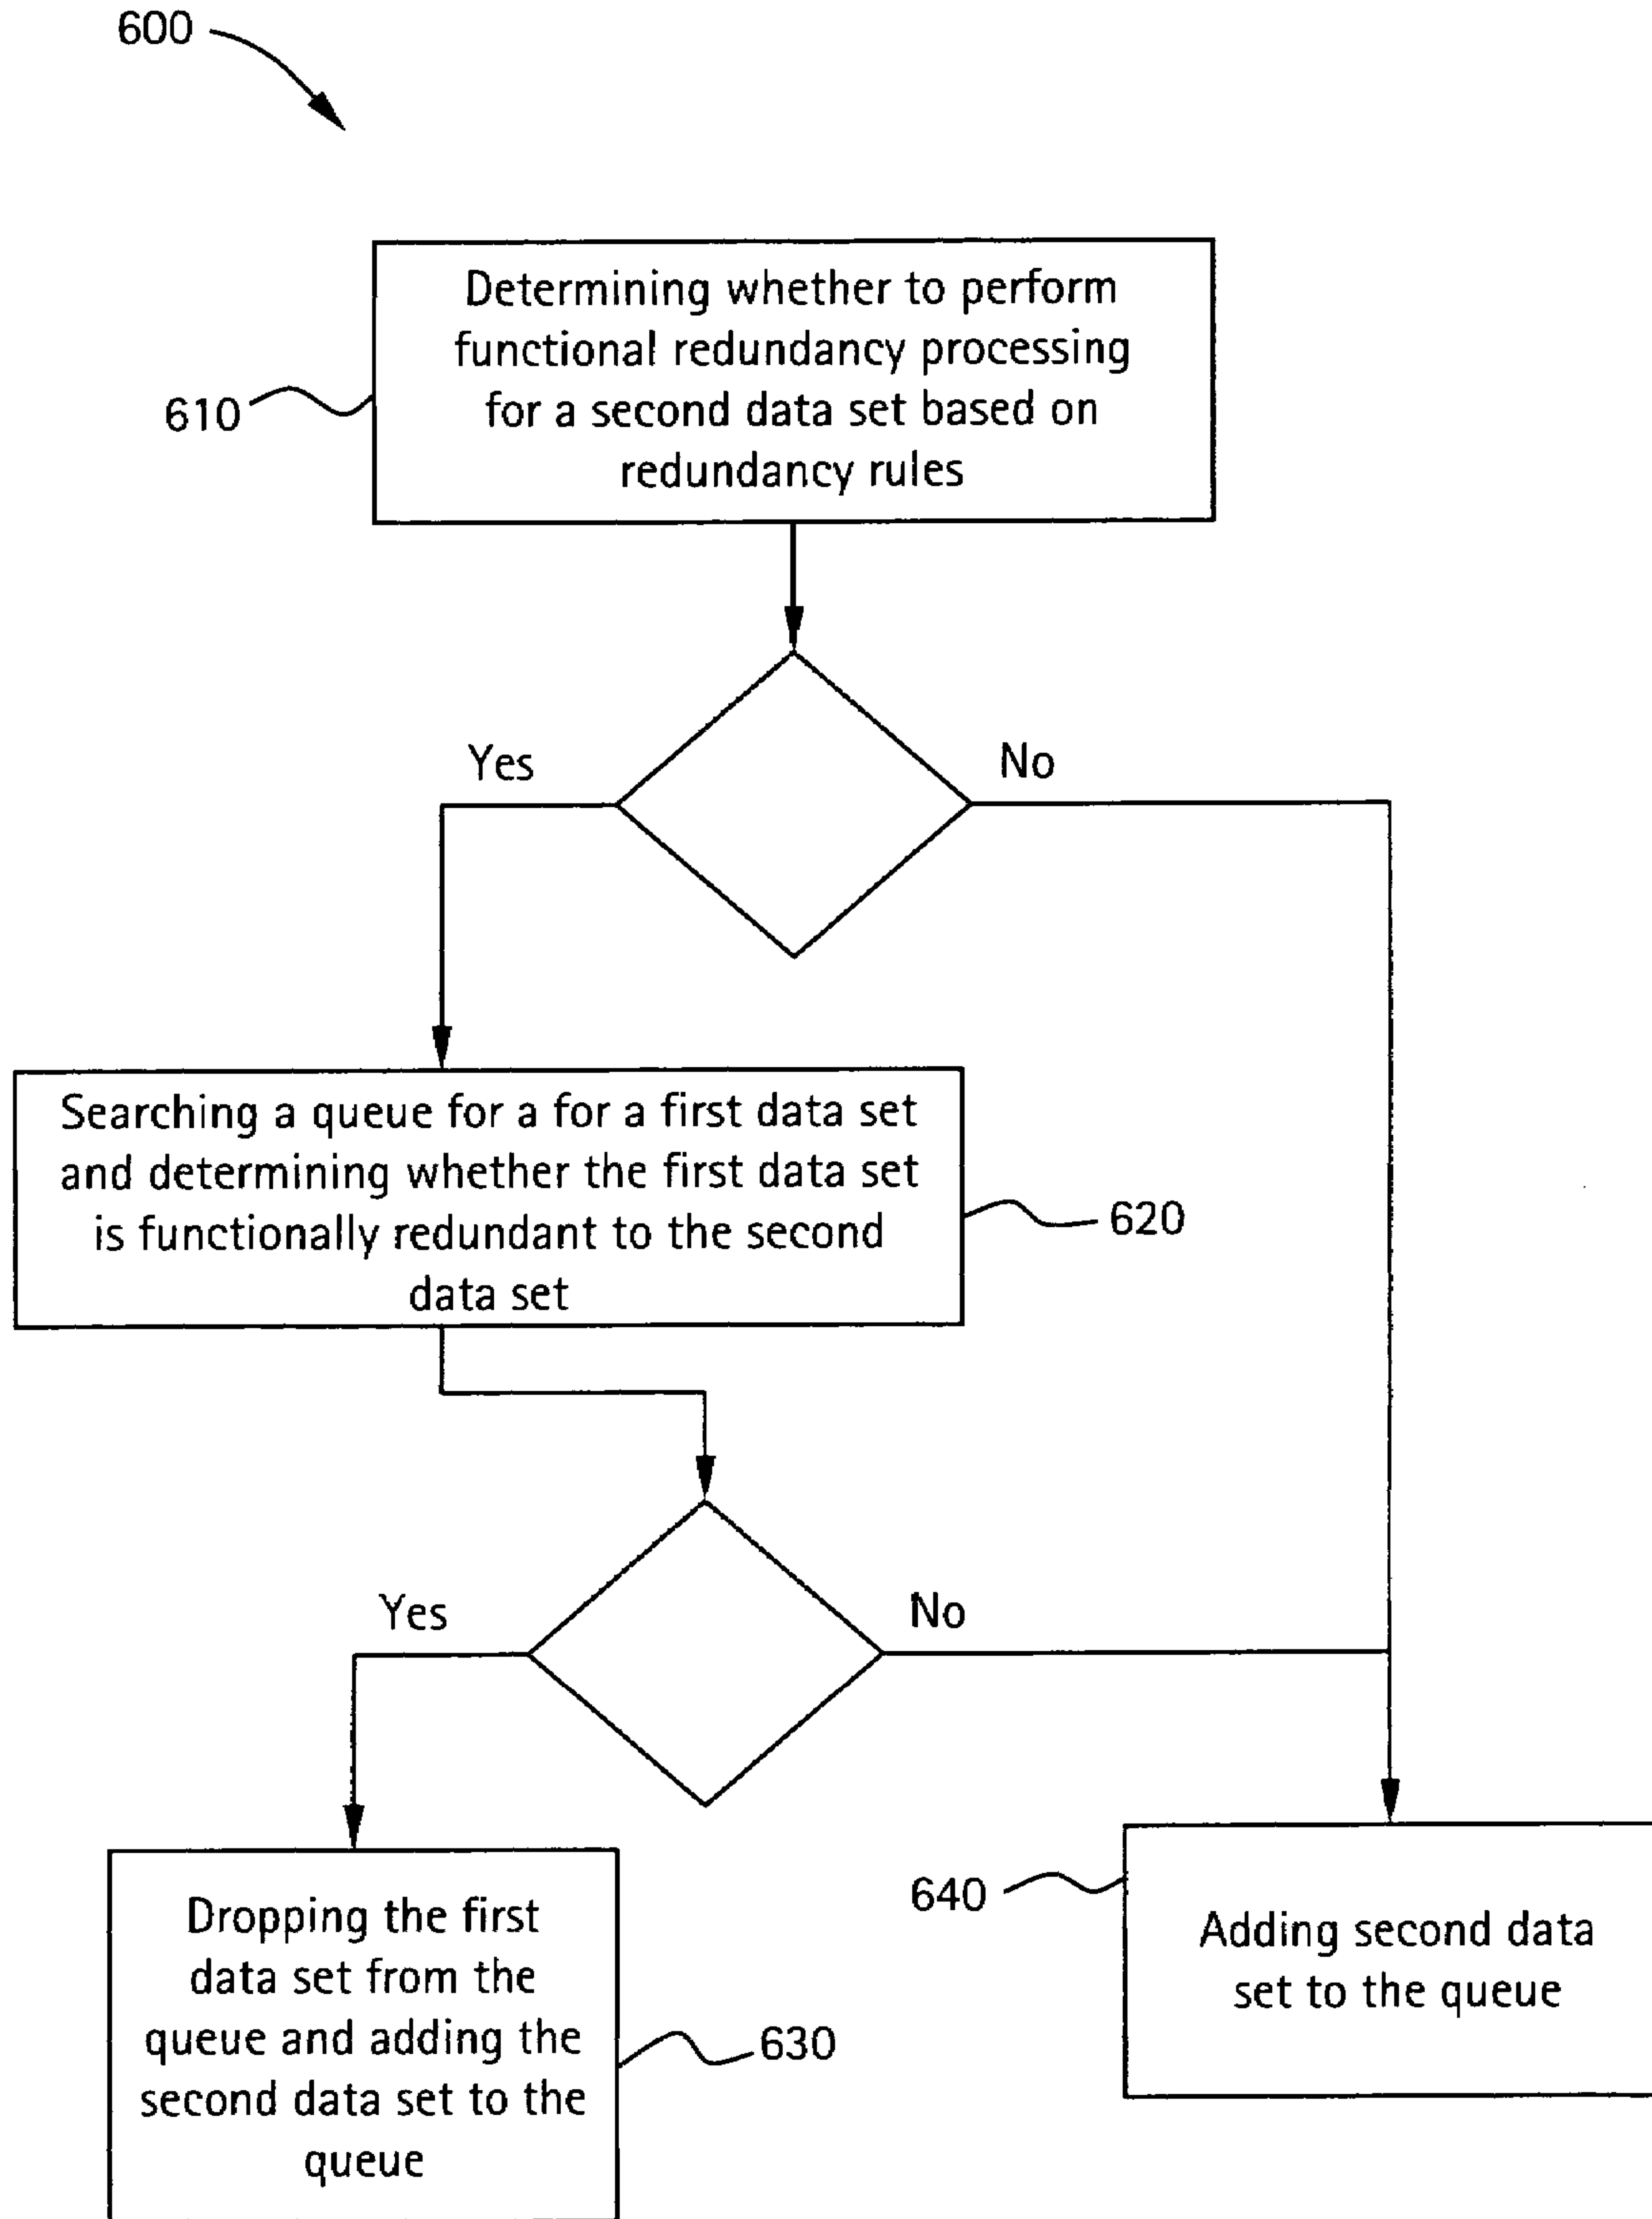 600
Determining whether to perform
functional redundancy processing
for a second data set based on
redundancy rules
610
Yes
No
Searching a queue for a for a first data set
and determining whether the first data set
is functionally redundant to the second
data set
620
Yes
No
Dropping the first
data set from the
queue and adding the
second data set to the
queue
630
640
Adding second data
set to the queue